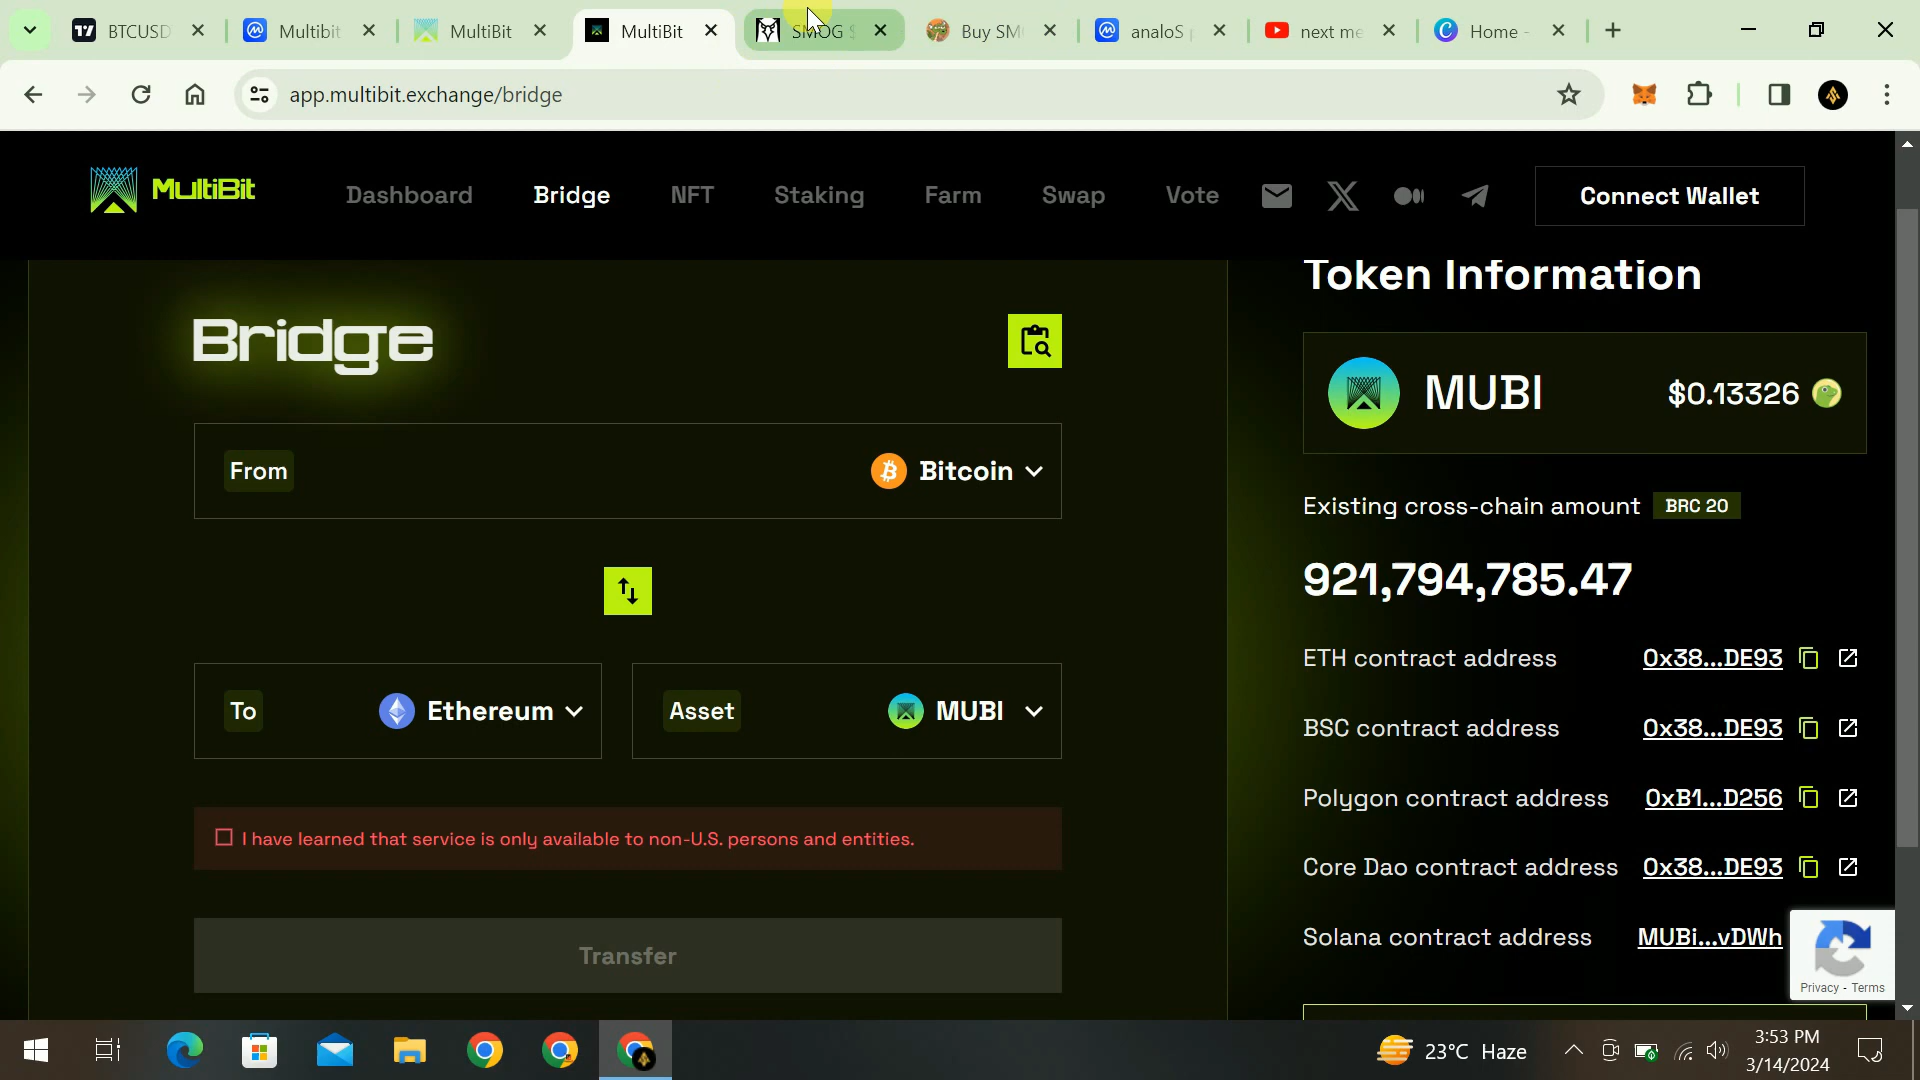 BTCUSD
Multibit
MultiBit
MultiBit
SMOG
Buy SM
analoS
next me
Home -
app.multibit.exchange/bridge
MultiBit
Dashboard
Bridge
NFT
Staking
Farm
Swap
Vote
Connect Wallet
Bridge
From
Bitcoin
To
Ethereum
Asset
MUBI
I have learned that service is only available to non-U.S. persons and entities.
Transfer
Token Information
MUBI
$0.13326
Existing cross-chain amount BRC 20
921,794,785.47
ETH contract address 0x38...DE93
BSC contract address 0x38...DE93
Polygon contract address 0xB1...D256
Core Dao contract address 0x38...DE93
Solana contract address MUBi...vDWh
Privacy - Terms
23°C Haze
3:53 PM
3/14/2024